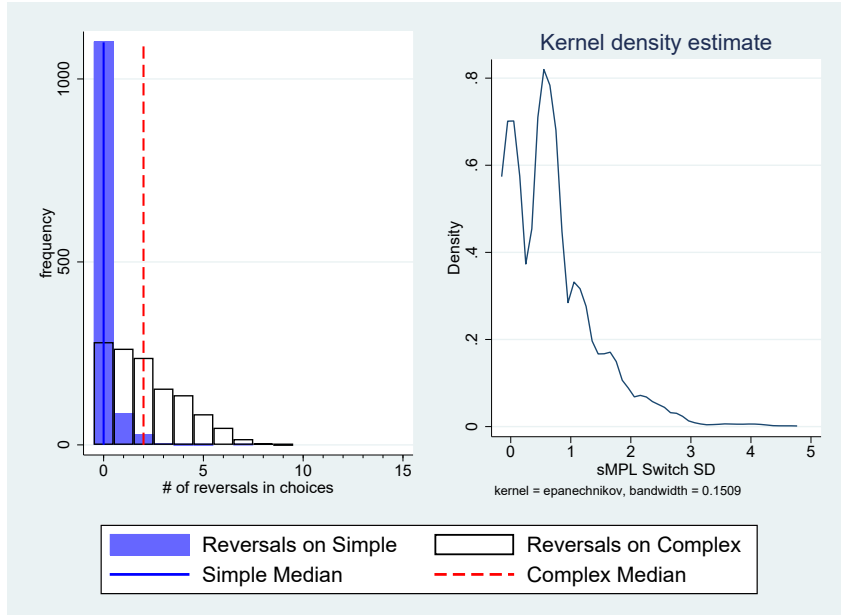 1000
500
0
frequency
0
5
10
15
# of reversals in choices
Kernel density estimate
.8
.6
.4
.2
0
Density
0
1
2
3
4
5
sMPL Switch SD
kernel = epanechnikov, bandwidth = 0.1509
Reversals on Simple
Reversals on Complex
Simple Median
Complex Median